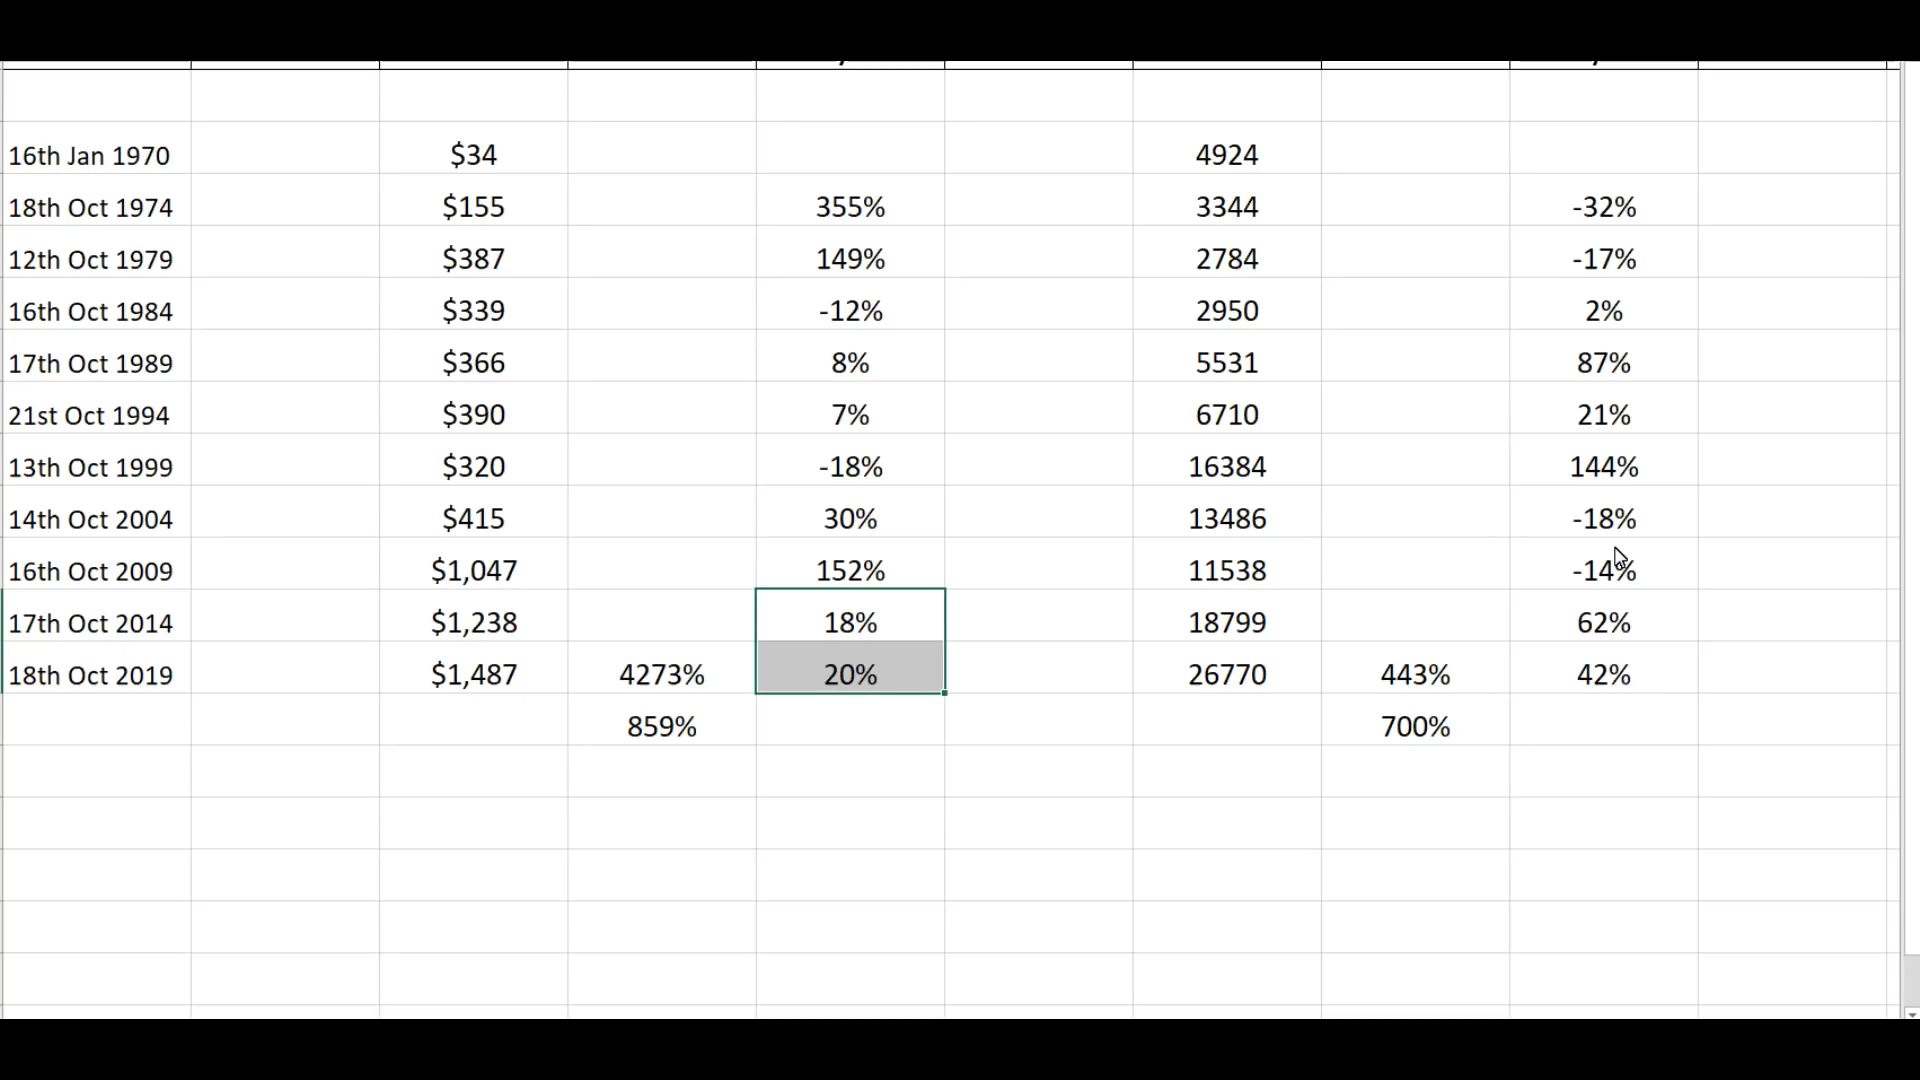 16th Jan 1970 $34 4924
18th Oct 1974 $155 355% 3344 -32%
12th Oct 1979 $387 149% 2784 -17%
16th Oct 1984 $339 -12% 2950 2%
17th Oct 1989 $366 8% 5531 87%
21st Oct 1994 $390 7% 6710 21%
13th Oct 1999 $320 -18% 16384 144%
14th Oct 2004 $415 30% 13486 -18%
16th Oct 2009 $1,047 152% 11538 -14%
17th Oct 2014 $1,238 18% 18799 62%
18th Oct 2019 $1,487 4273% 20% 26770 443% 42%
859% 700%